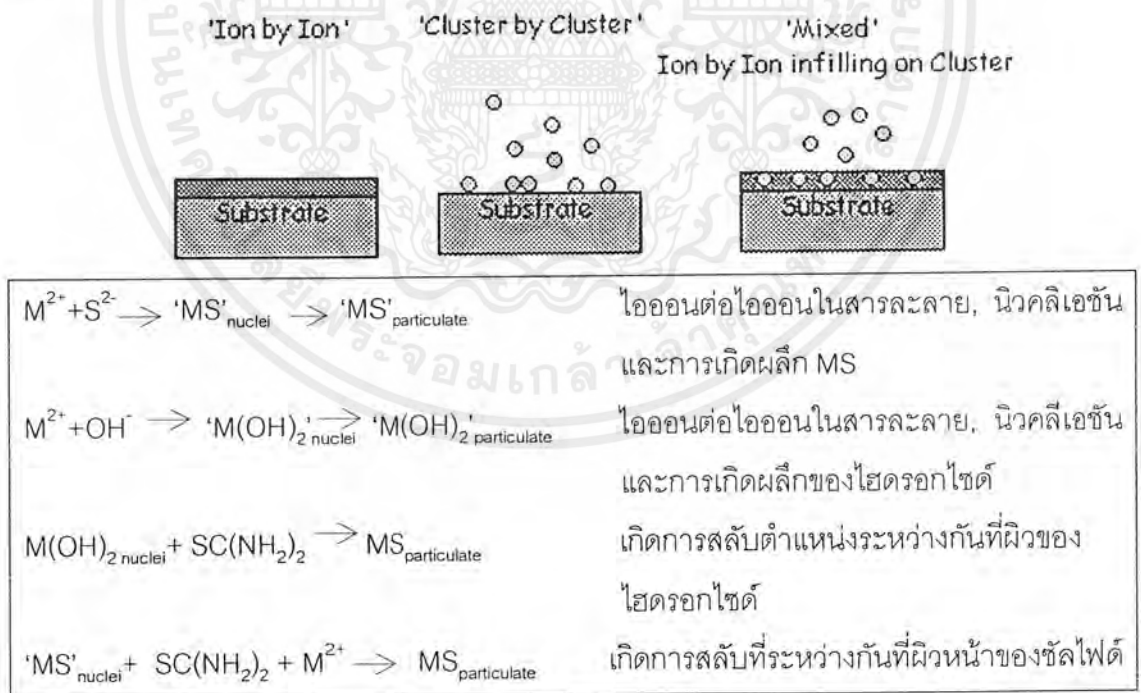 'Ion by Ion' 'Cluster by Cluster' 'Mixed'
Ion by Ion infilling on Cluster
Substrate Substrate Substrate
M²⁺+S²⁻ → 'MS'nuclei → 'MS'particulate ไอออนต่อไอออนในสารละลาย, นิวคลิเอชัน
และการเกิดผลึก MS
M²⁺+OH⁻ → 'M(OH)₂'nuclei → 'M(OH)₂'particulate ไอออนต่อไอออนในสารละลาย, นิวคลีเอชัน
และการเกิดผลึกของไฮดรอกไซด์
M(OH)₂ nuclei+ SC(NH₂)₂ → MSparticulate เกิดการสลับตำแหน่งระหว่างกันที่ผิวของ
ไฮดรอกไซด์
'MS'nuclei+ SC(NH₂)₂ + M²⁺ → MSparticulate เกิดการสลับที่ระหว่างกันที่ผิวหน้าของซัลไฟด์